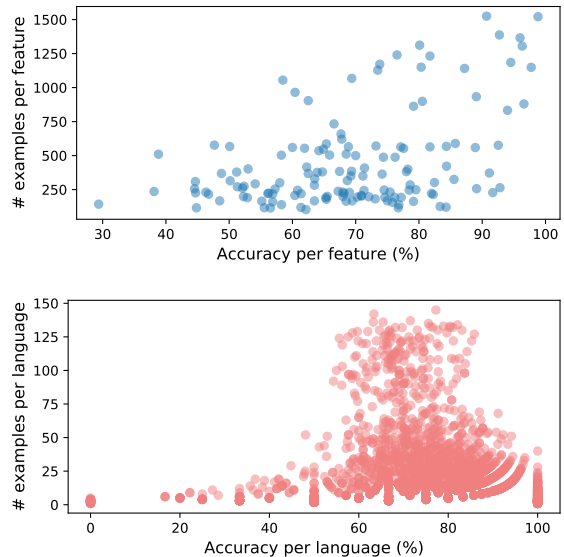 1500
1250
1000
750
500
250
30 40 50 60 70 80 90 100
# examples per feature
Accuracy per feature (%)
150
125
100
75
50
25
0
0 20 40 60 80 100
# examples per language
Accuracy per language (%)